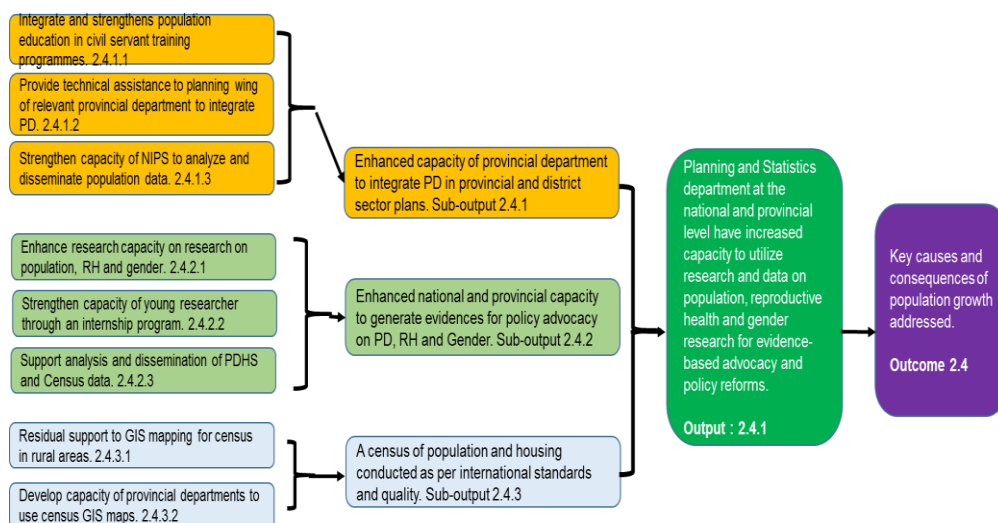 Integrate and strengthens population
education in civil servant training
programmes. 2.4.1.1
Provide technical assistance to planning wing
of relevant provincial department to integrate
PD. 2.4.1.2
Strengthen capacity of NIPS to analyze and
disseminate population data. 2.4.1.3
Enhance research capacity on research on
population, RH and gender. 2.4.2.1
Strengthen capacity of young researcher
through an internship program. 2.4.2.2
Support analysis and dissemination of PDHS
and Census data. 2.4.2.3
Residual support to GIS mapping for census
in rural areas. 2.4.3.1
Develop capacity of provincial departments to
use census GIS maps. 2.4.3.2
Enhanced capacity of provincial department
to integrate PD in provincial and district
sector plans. Sub-output 2.4.1
Enhanced national and provincial capacity
to generate evidences for policy advocacy
on PD, RH and Gender. Sub-output 2.4.2
A census of population and housing
conducted as per international standards
and quality. Sub-output 2.4.3
Planning and Statistics
department at the
national and provincial
level have increased
capacity to utilize
research and data on
population, reproductive
health and gender
research for evidence-
based advocacy and
policy reforms.
Output : 2.4.1
Key causes and
consequences of
population growth
addressed.
Outcome 2.4